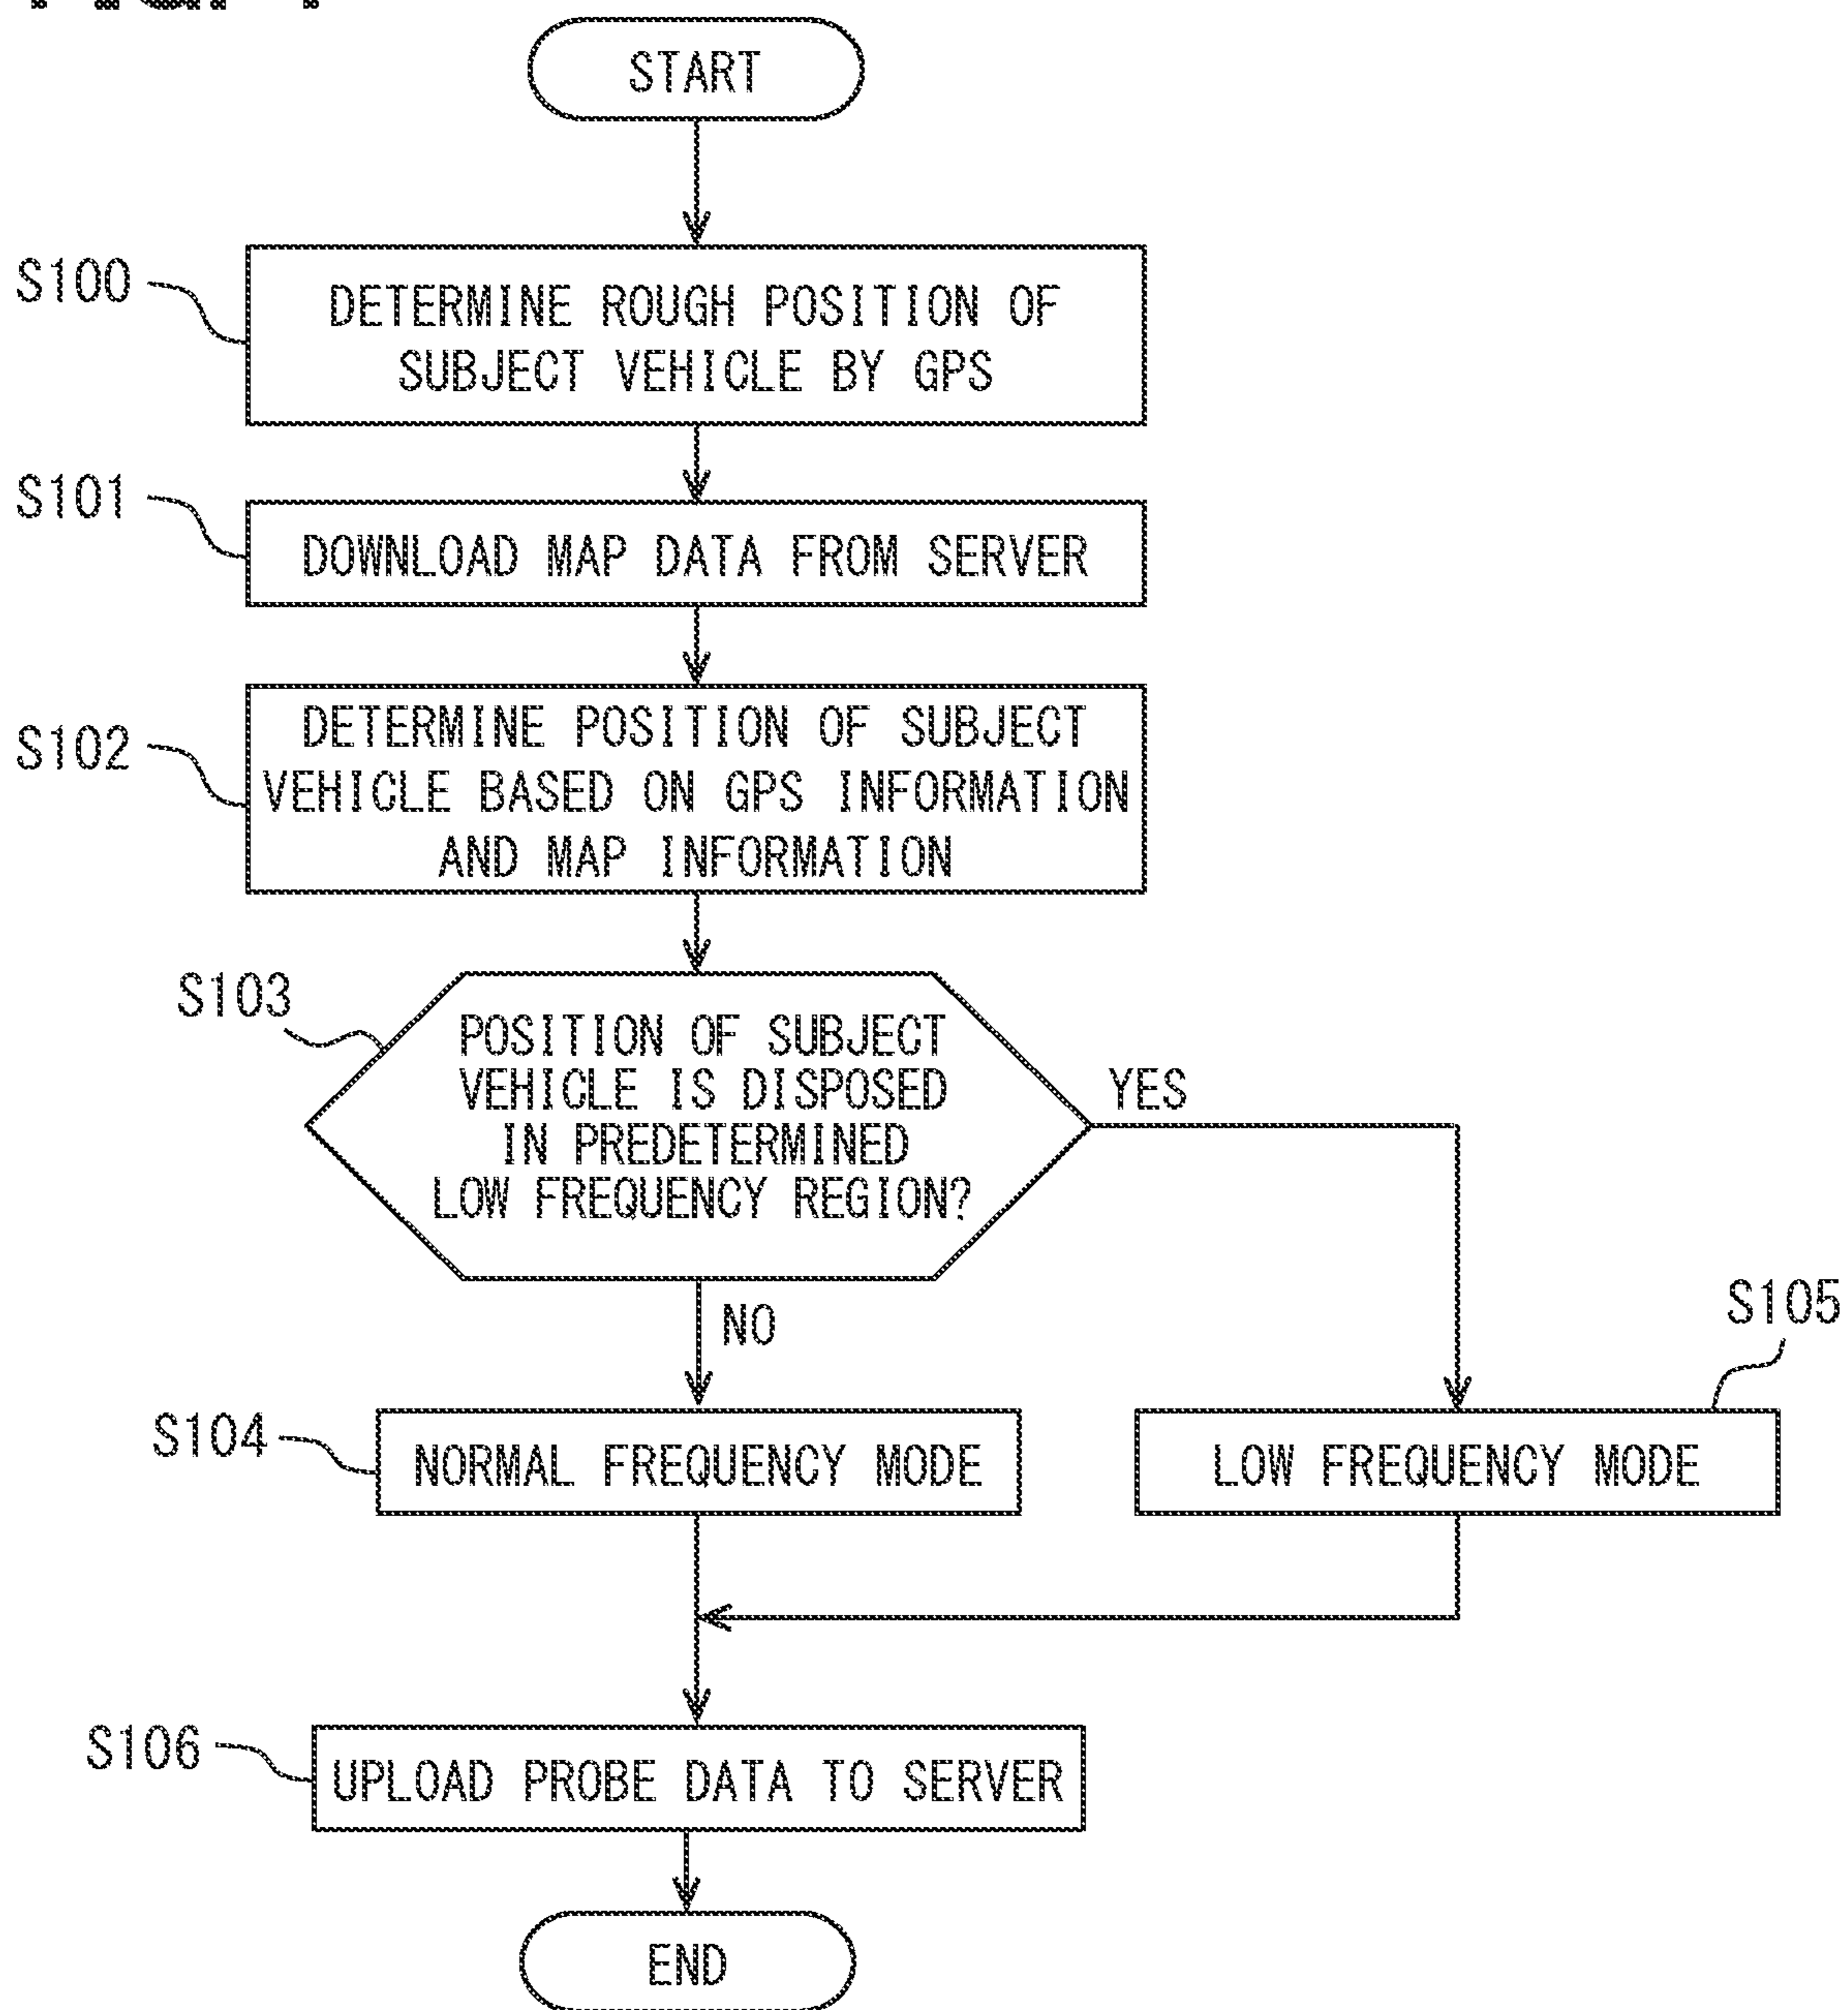 START
S100
DETERMINE ROUGH POSITION OF
SUBJECT VEHICLE BY GPS
S101
DOWNLOAD MAP DATA FROM SERVER
S102
DETERMINE POSITION OF SUBJECT
VEHICLE BASED ON GPS INFORMATION
AND MAP INFORMATION
S103
POSITION OF SUBJECT
VEHICLE IS DISPOSED
IN PREDETERMINED
LOW FREQUENCY REGION?
YES
NO
S104
NORMAL FREQUENCY MODE
S105
LOW FREQUENCY MODE
S106
UPLOAD PROBE DATA TO SERVER
END